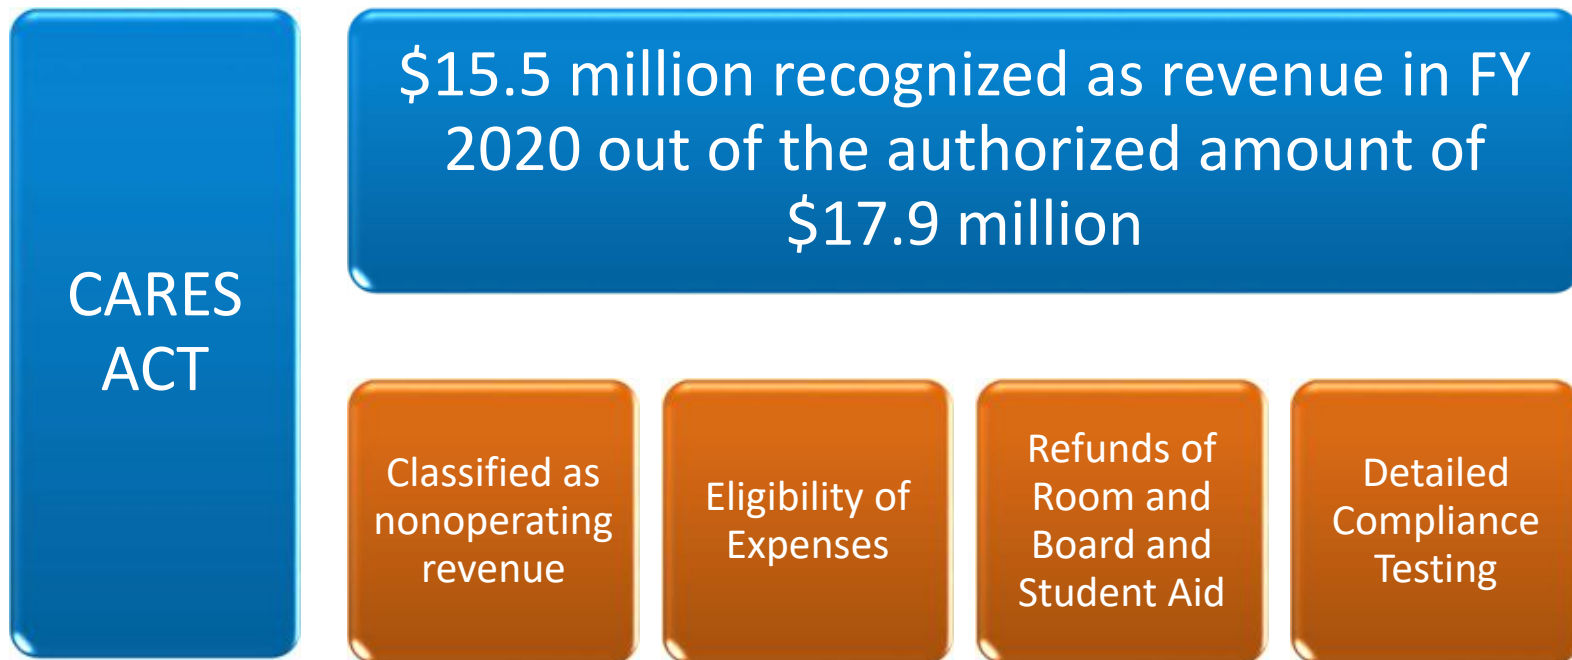 CARES
ACT
$15.5 million recognized as revenue in FY
2020 out of the authorized amount of
$17.9 million
Classified as
nonoperating
revenue
Eligibility of
Expenses
Refunds of
Room and
Board and
Student Aid
Detailed
Compliance
Testing